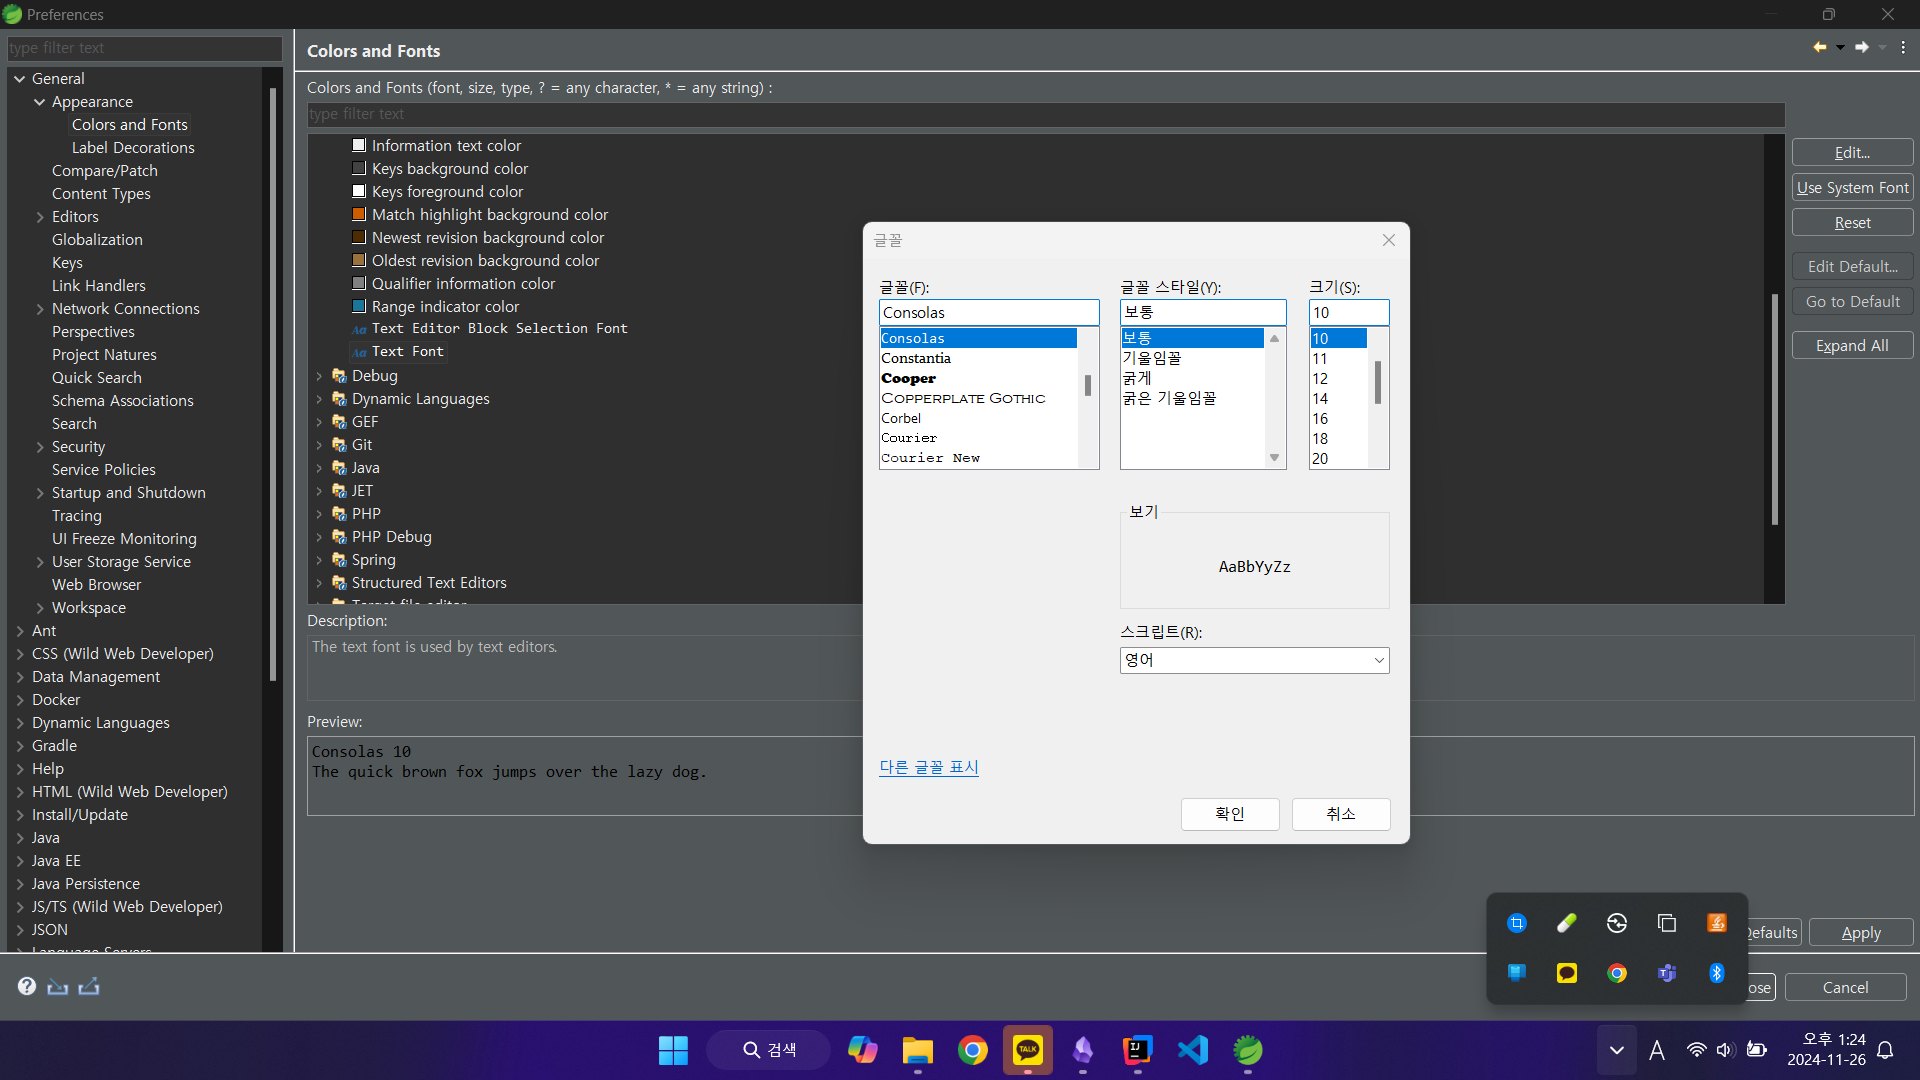 Preferences
type filter text
General
Appearance
Colors and Fonts
Label Decorations
Compare/Patch
Content Types
Editors
Globalization
Keys
Link Handlers
Network Connections
Perspectives
Project Natures
Quick Search
Schema Associations
Search
Security
Service Policies
Startup and Shutdown
Tracing
UI Freeze Monitoring
User Storage Service
Web Browser
Workspace
Ant
CSS (Wild Web Developer)
Data Management
Docker
Dynamic Languages
Gradle
Help
HTML (Wild Web Developer)
Install/Update
Java
Java EE
Java Persistence
JS/TS (Wild Web Developer)
JSON
Language Servers
Colors and Fonts
Colors and Fonts (font, size, type, ? = any character, * = any string) :
type filter text
Information text color
Keys background color
Keys foreground color
Match highlight background color
Newest revision background color
Oldest revision background color
Qualifier information color
Range indicator color
Aa Text Editor Block Selection Font
Aa Text Font
Debug
Dynamic Languages
GEF
Git
Java
JET
PHP
PHP Debug
Spring
Structured Text Editors
Target file editor
Edit...
Use System Font
Reset
Edit Default...
Go to Default
Expand All
Description:
The text font is used by text editors.
Preview:
Consolas 10
The quick brown fox jumps over the lazy dog.
글꼴
글꼴(F):
Consolas
Consolas
Constantia
Cooper
Copperplate Gothic
Corbel
Courier
Courier New
글꼴 스타일(Y):
보통
보통
기울임꼴
굵게
굵은 기울임꼴
크기(S):
10
10
11
12
14
16
18
20
보기
AaBbYyZz
스크립트(R):
영어
다른 글꼴 표시
확인
취소
Defaults
Apply
ose
Cancel
검색
TALK
IJ
A
오후 1:24
2024-11-26